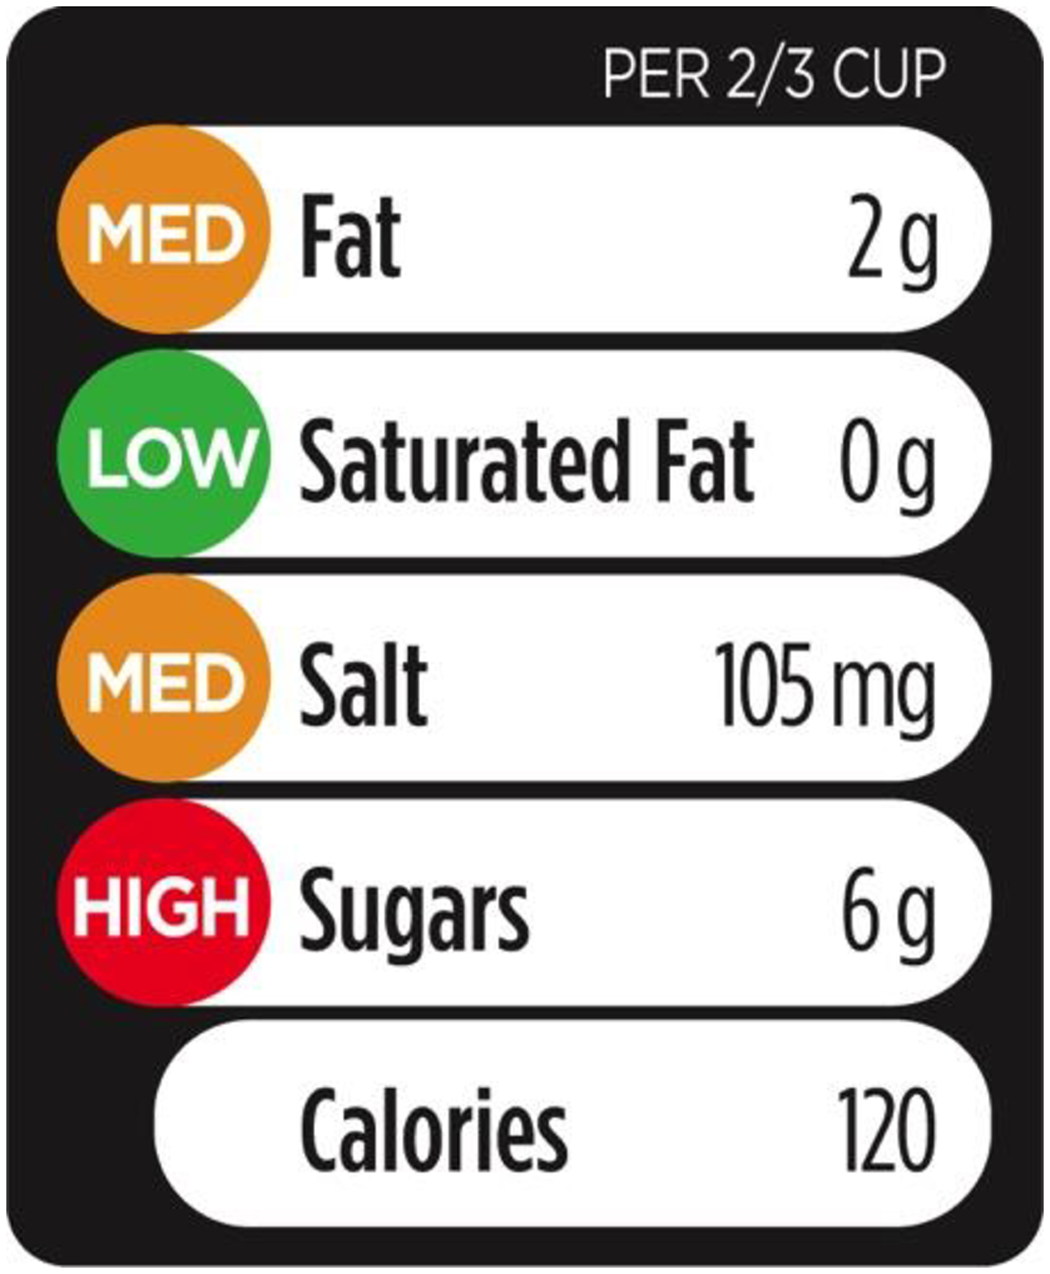 PER 2/3 CUP
MED Fat 2 g
LOW Saturated Fat 0 g
MED Salt 105 mg
HIGH Sugars 6 g
Calories 120